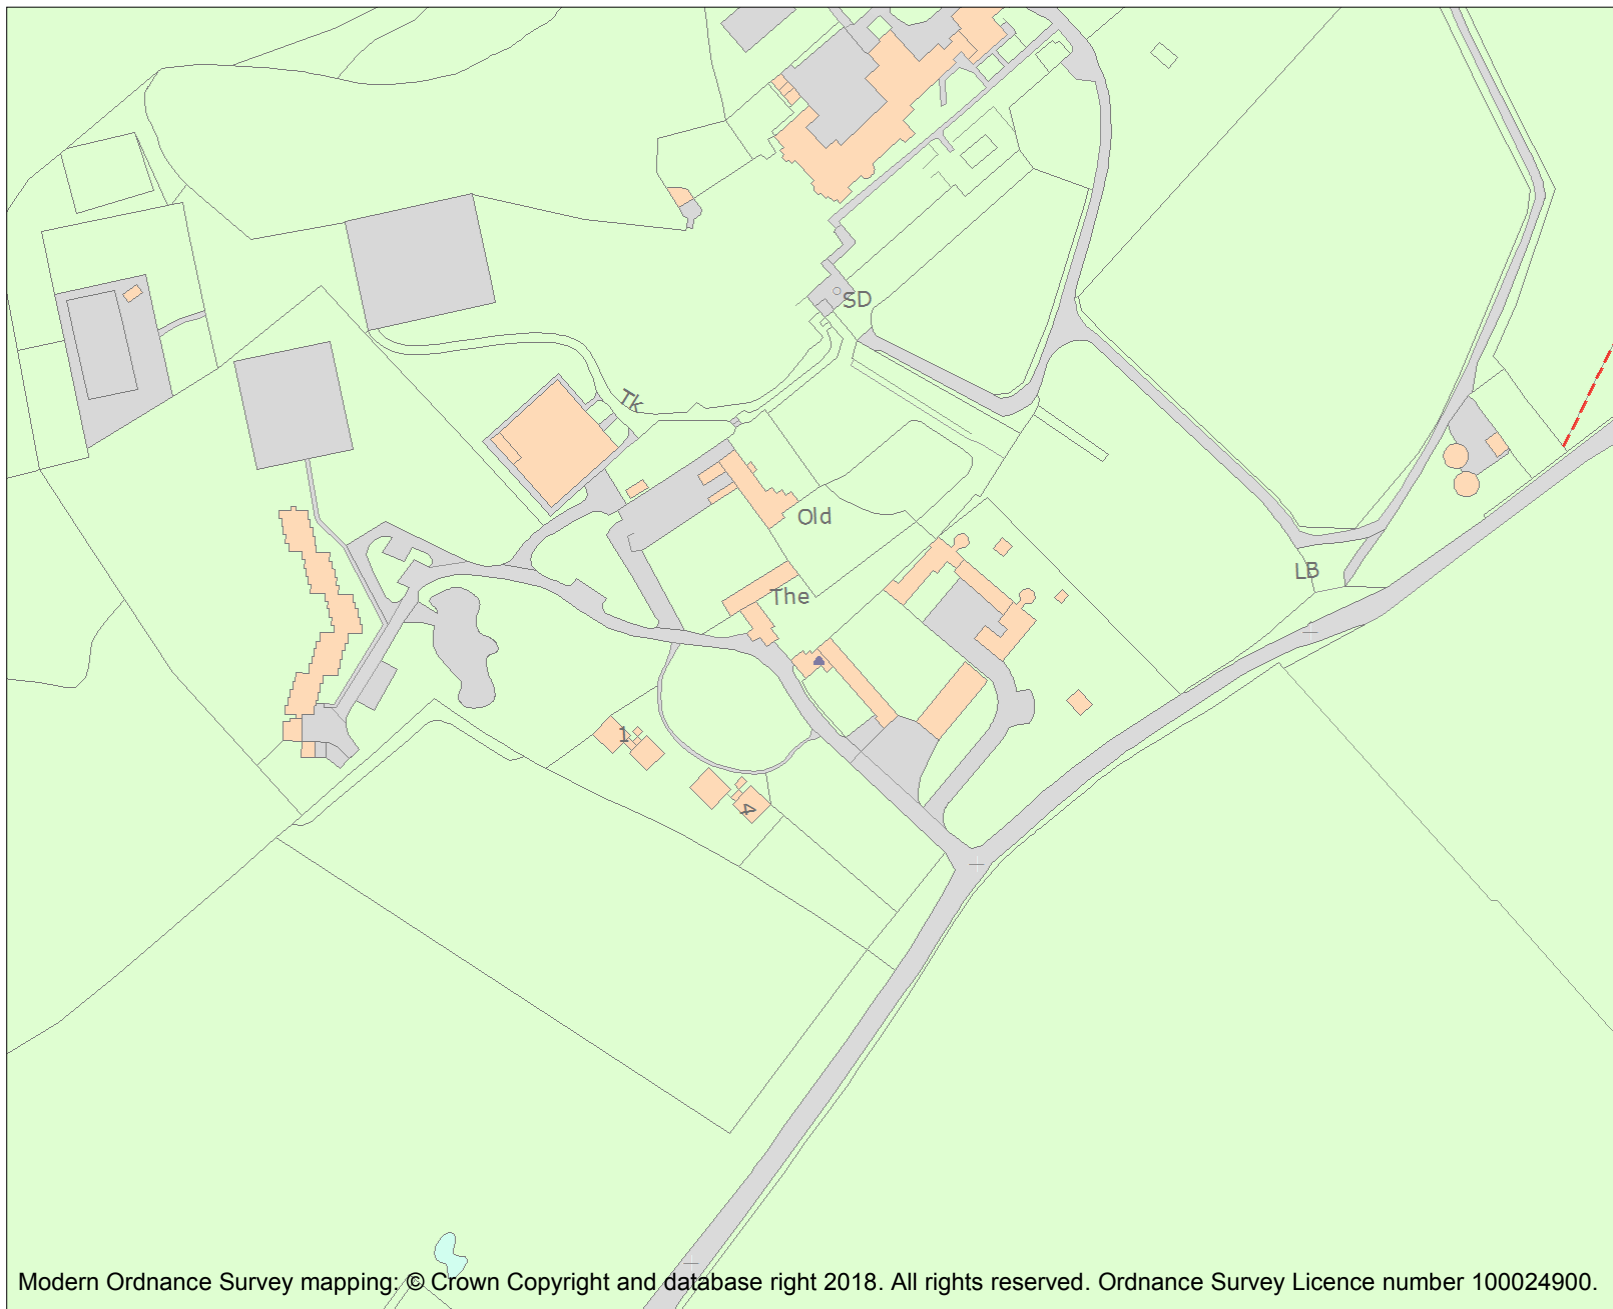 SD
Tk
Old
LB
The
1
4
Modern Ordnance Survey mapping: © Crown Copyright and database right 2018. All rights reserved. Ordnance Survey Licence number 100024900.